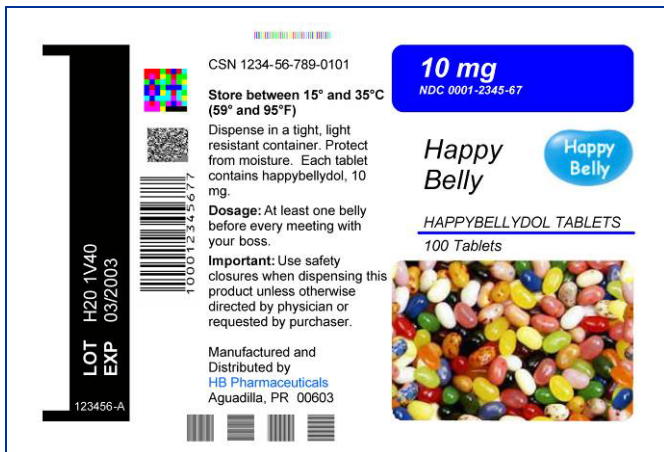 LOT H20 1V40
EXP 03/2003
123456-A
1000012345677
CSN 1234-56-789-0101
Store between 15° and 35°C
(59° and 95°F)
Dispense in a tight, light
resistant container. Protect
from moisture. Each tablet
contains happybellydol, 10
mg.
Dosage: At least one belly
before every meeting with
your boss.
Important: Use safety
closures when dispensing this
product unless otherwise
directed by physician or
requested by purchaser.
Manufactured and
Distributed by
HB Pharmaceuticals
Aguadilla, PR 00603
10 mg
NDC 0001-2345-67
Happy
Belly
Happy
Belly
HAPPYBELLYDOL TABLETS
100 Tablets